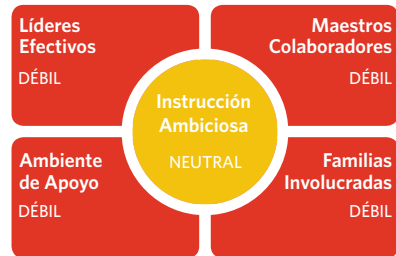 Líderes
Efectivos
DÉBIL
Maestros
Colaboradores
DÉBIL
Instrucción
Ambiciosa
NEUTRAL
Ambiente
de Apoyo
DÉBIL
Familias
Involucradas
DÉBIL